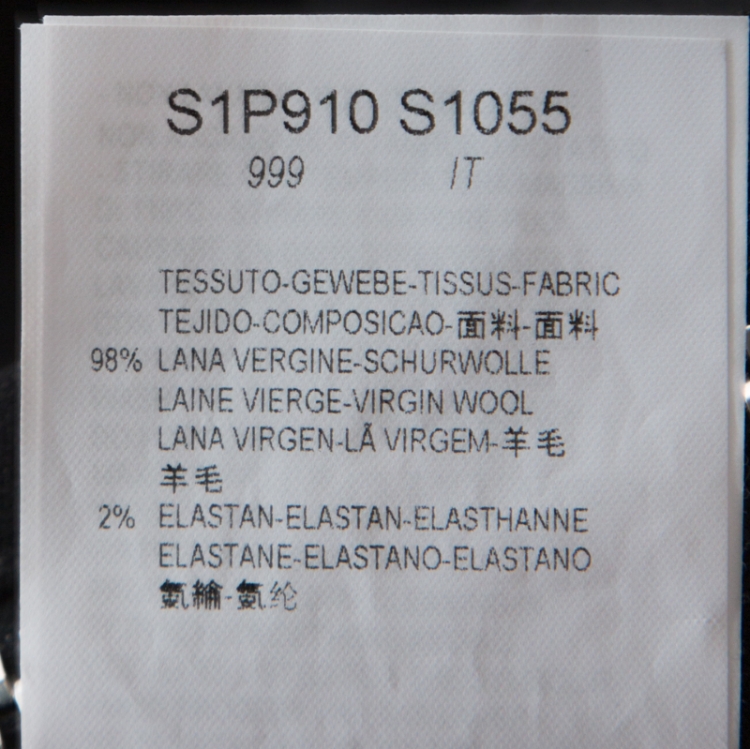 S1P910 S1055
999 IT
TESSUTO-GEWEBE-TISSUS-FABRIC
TEJIDO-COMPOSICAO-面料-面料
98% LANA VERGINE-SCHURWOLLE
LAINE VIERGE-VIRGIN WOOL
LANA VIRGEN-LÃ VIRGEM-羊毛
羊毛
2% ELASTAN-ELASTAN-ELASTHANNE
ELASTANE-ELASTANO-ELASTANO
氨綸-氨纶